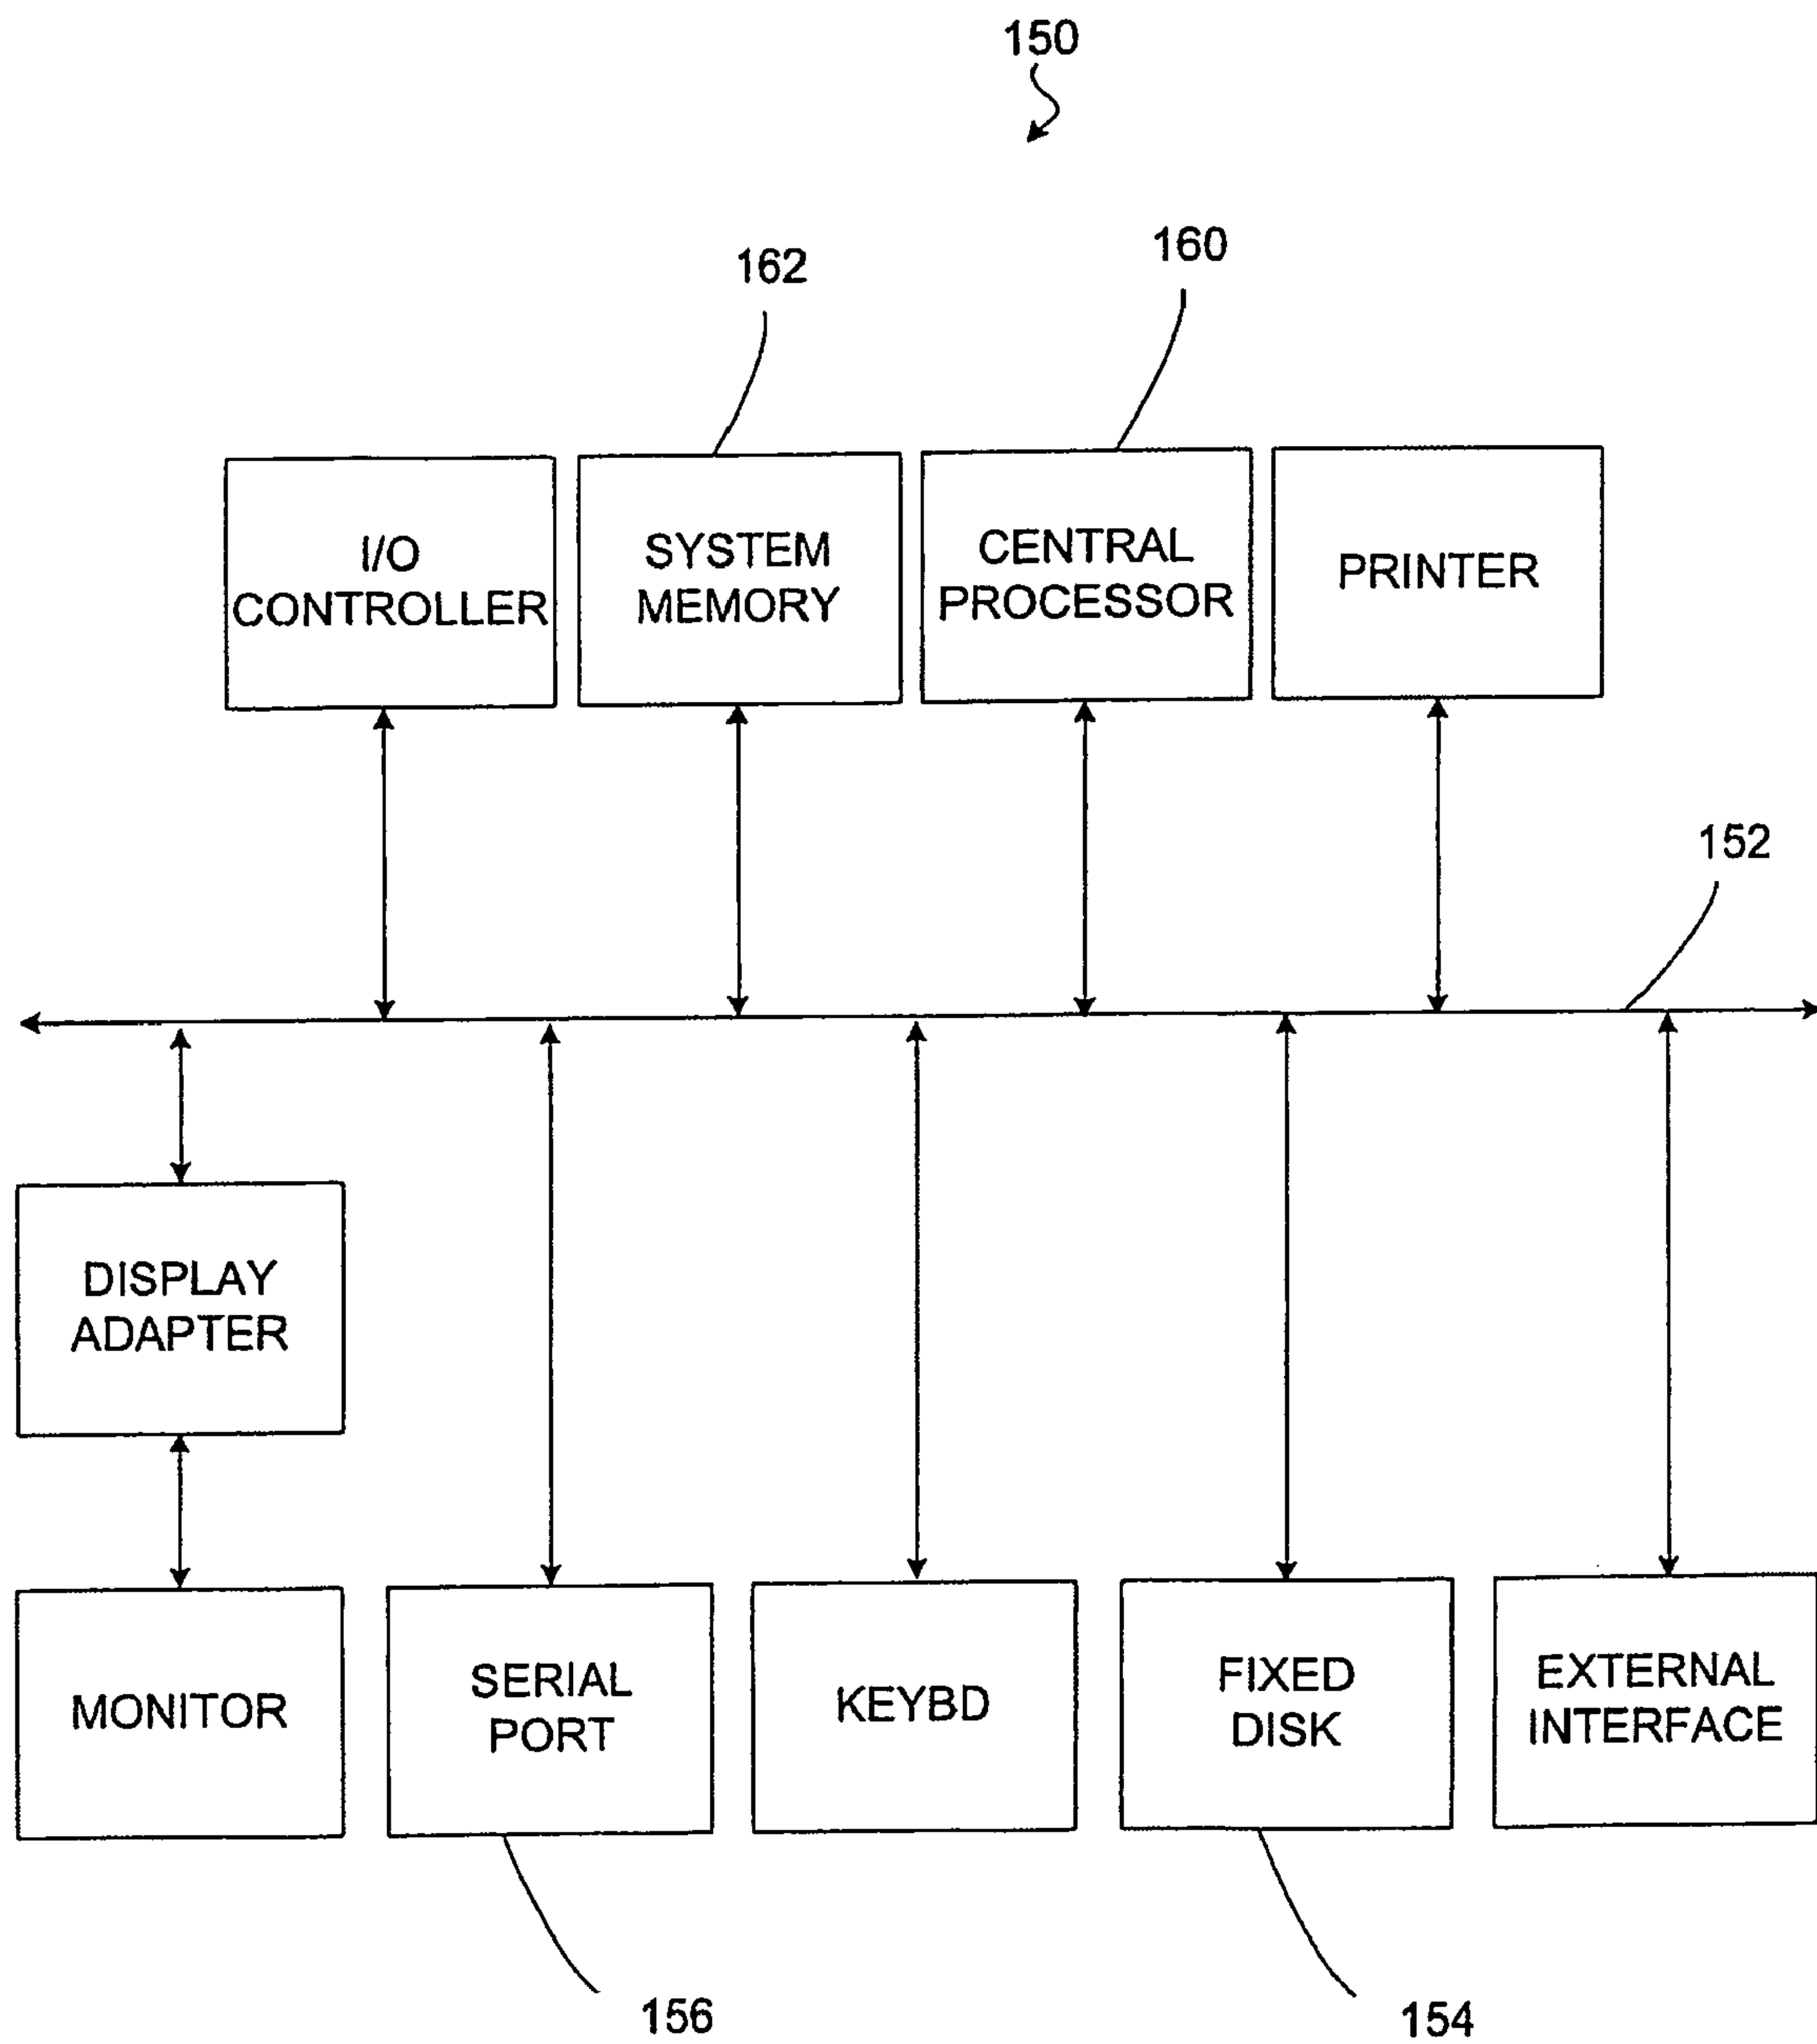 150
162
160
I/O
CONTROLLER
SYSTEM
MEMORY
CENTRAL
PROCESSOR
PRINTER
152
DISPLAY
ADAPTER
MONITOR
SERIAL
PORT
KEYBD
FIXED
DISK
EXTERNAL
INTERFACE
156
154